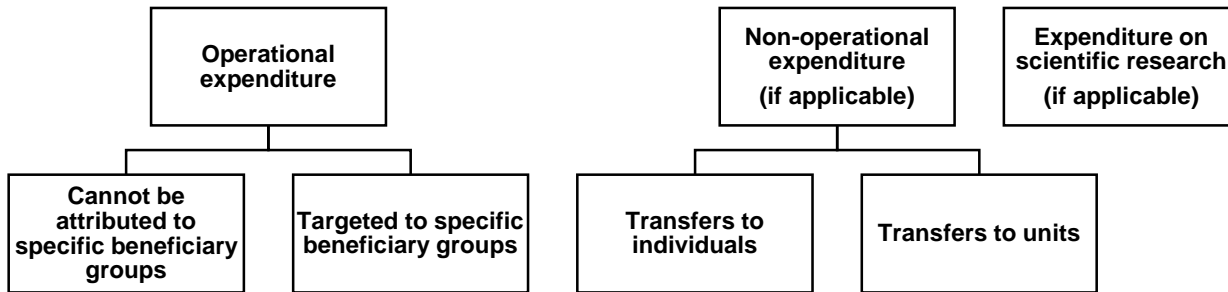 Operational
expenditure
Non-operational
expenditure
(if applicable)
Expenditure on
scientific research
(if applicable)
Cannot be
attributed to
specific beneficiary
groups
Targeted to specific
beneficiary groups
Transfers to
individuals
Transfers to units